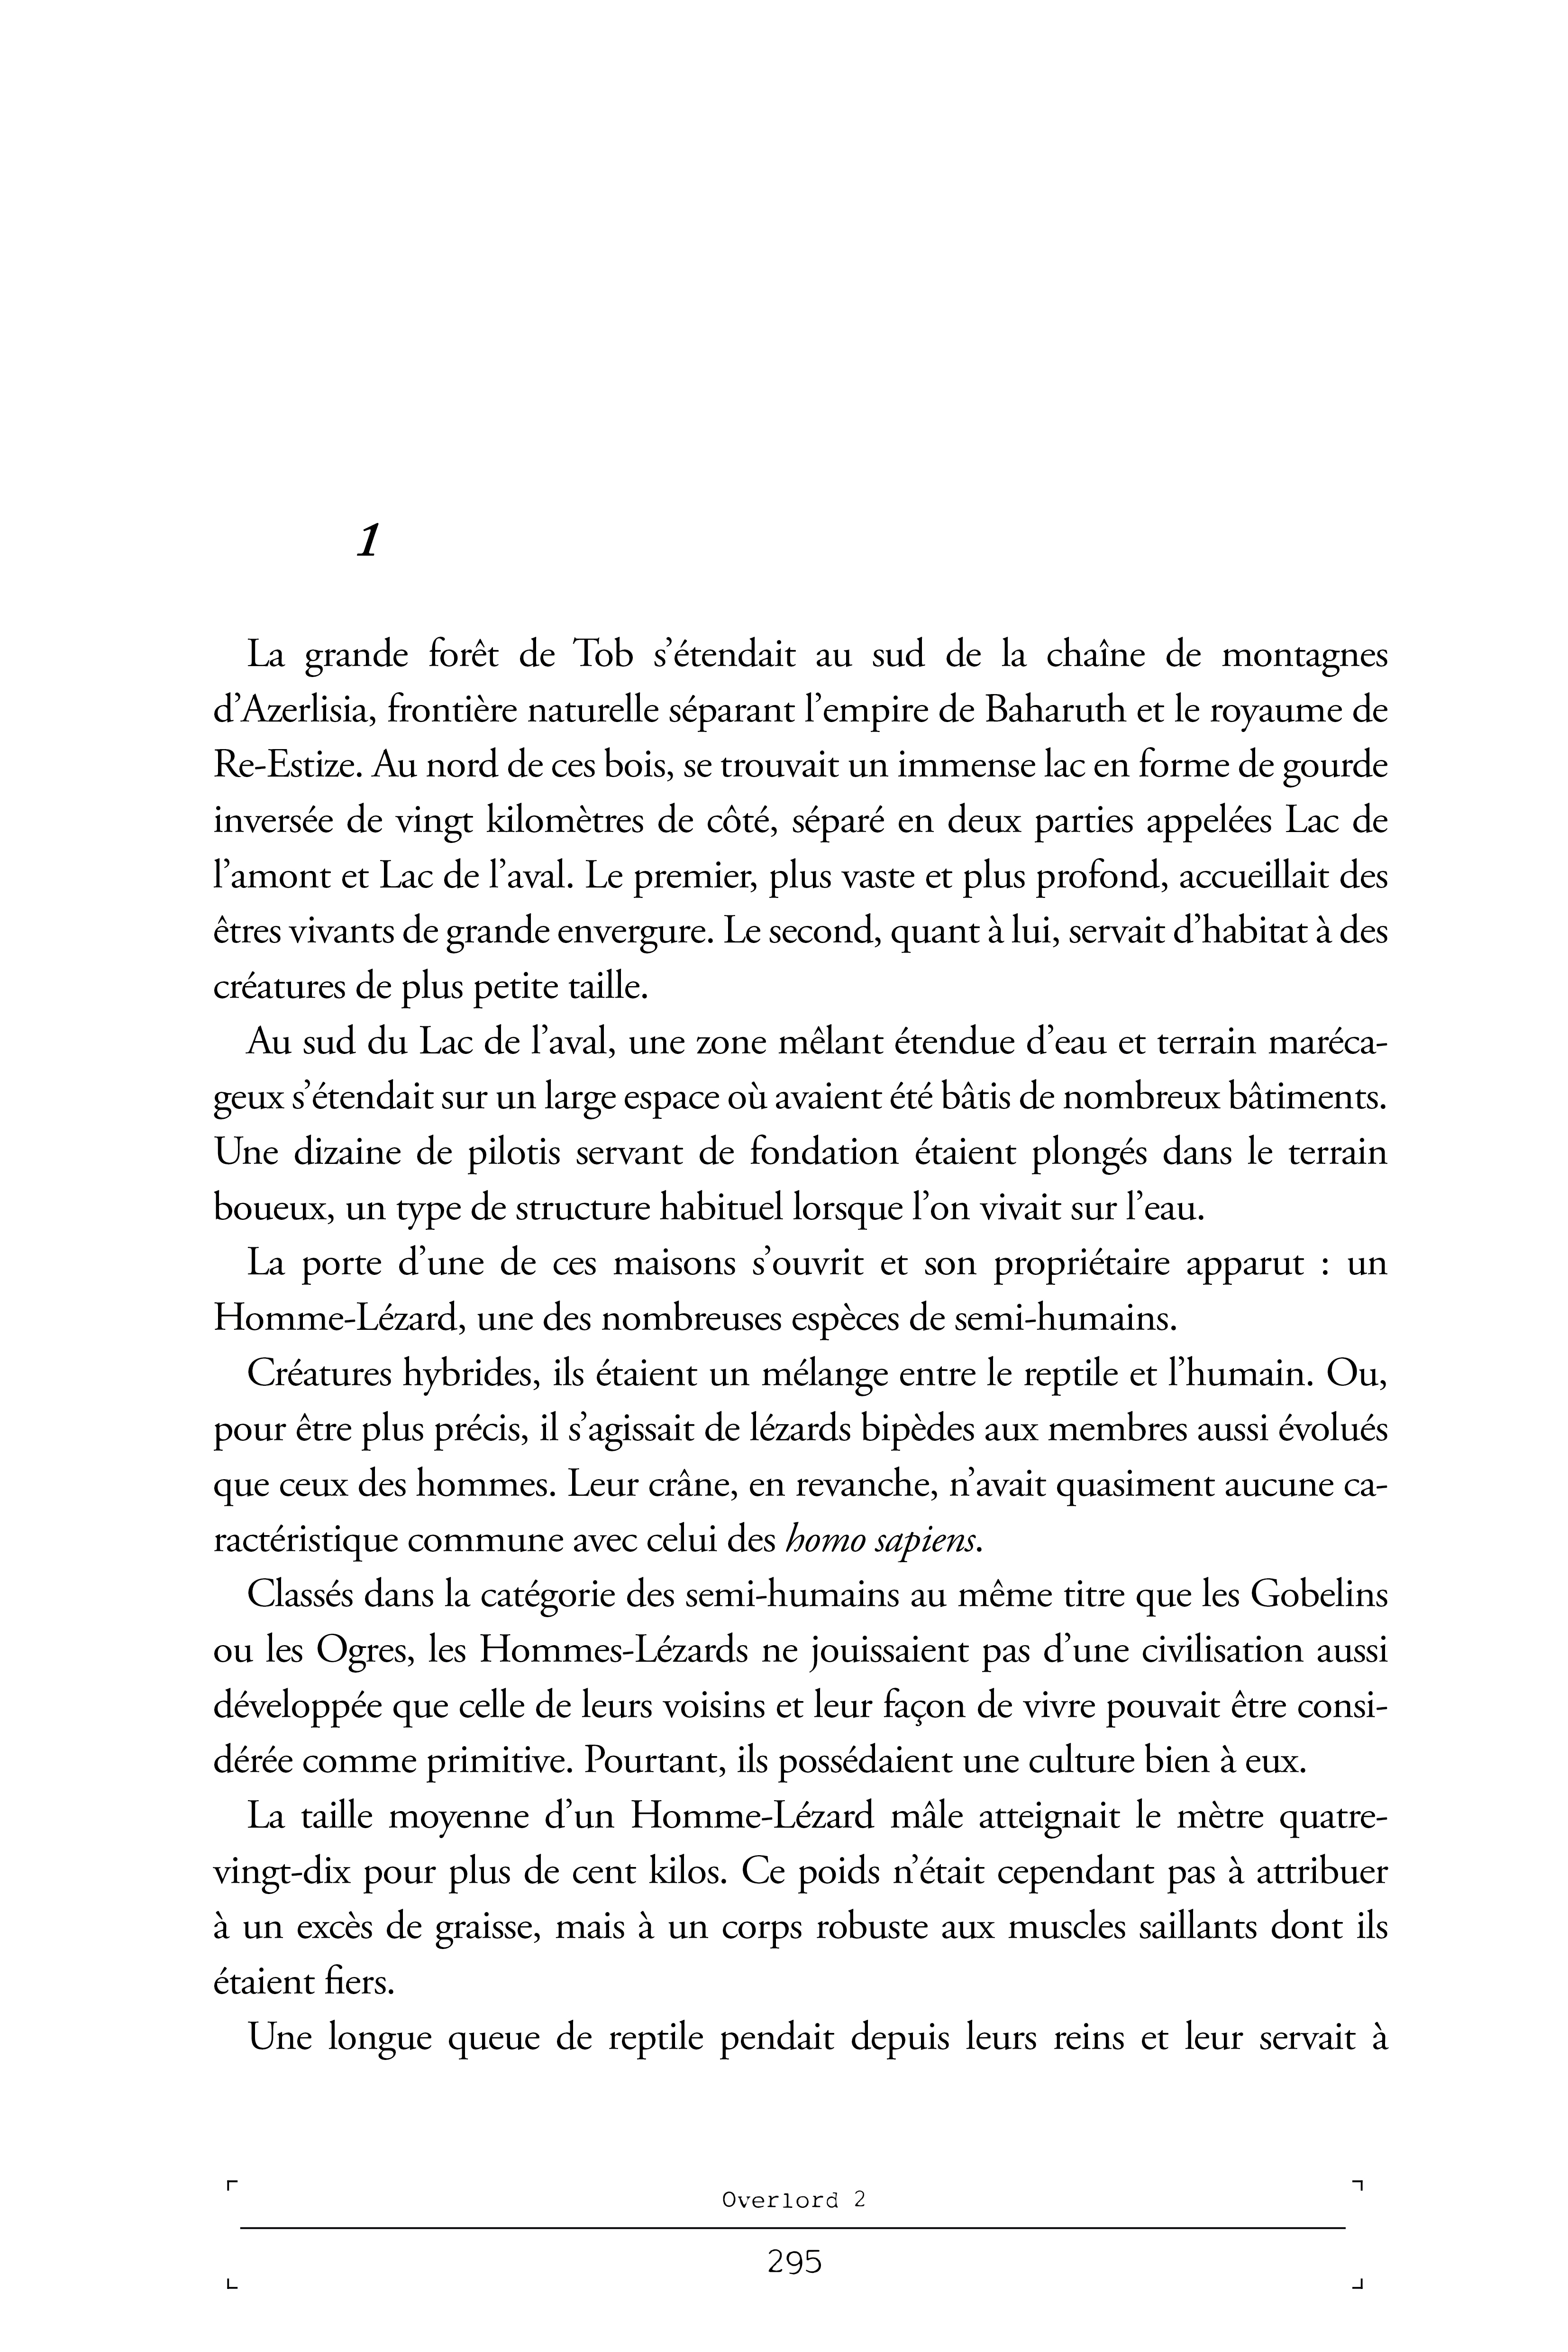 1
La grande forêt de Tob s’étendait au sud de la chaîne de montagnes
d’Azerlisia, frontière naturelle séparant l’empire de Baharuth et le royaume de
Re-Estize. Au nord de ces bois, se trouvait un immense lac en forme de gourde
inversée de vingt kilomètres de côté, séparé en deux parties appelées Lac de
l’amont et Lac de l’aval. Le premier, plus vaste et plus profond, accueillait des
êtres vivants de grande envergure. Le second, quant à lui, servait d’habitat à des
créatures de plus petite taille.
Au sud du Lac de l’aval, une zone mêlant étendue d’eau et terrain maréca-
geux s’étendait sur un large espace où avaient été bâtis de nombreux bâtiments.
Une dizaine de pilotis servant de fondation étaient plongés dans le terrain
boueux, un type de structure habituel lorsque l’on vivait sur l’eau.
La porte d’une de ces maisons s’ouvrit et son propriétaire apparut : un
Homme-Lézard, une des nombreuses espèces de semi-humains.
Créatures hybrides, ils étaient un mélange entre le reptile et l’humain. Ou,
pour être plus précis, il s’agissait de lézards bipèdes aux membres aussi évolués
que ceux des hommes. Leur crâne, en revanche, n’avait quasiment aucune ca-
ractéristique commune avec celui des homo sapiens.
Classés dans la catégorie des semi-humains au même titre que les Gobelins
ou les Ogres, les Hommes-Lézards ne jouissaient pas d’une civilisation aussi
développée que celle de leurs voisins et leur façon de vivre pouvait être consi-
dérée comme primitive. Pourtant, ils possédaient une culture bien à eux.
La taille moyenne d’un Homme-Lézard mâle atteignait le mètre quatre-
vingt-dix pour plus de cent kilos. Ce poids n’était cependant pas à attribuer
à un excès de graisse, mais à un corps robuste aux muscles saillants dont ils
étaient fiers.
Une longue queue de reptile pendait depuis leurs reins et leur servait à
Overlord 2
295